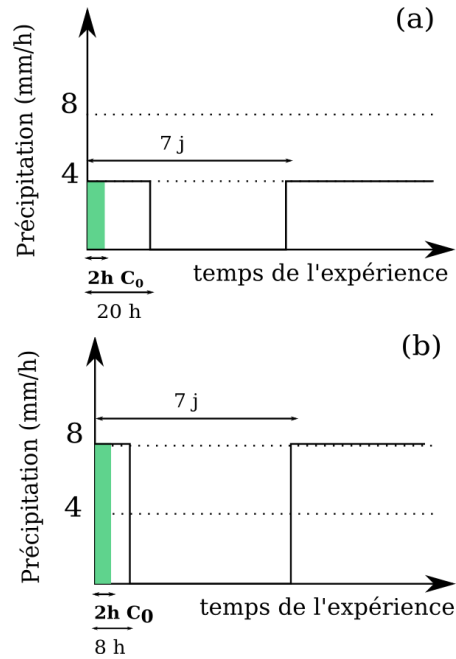 (a)
Précipitation (mm/h)
8
7 j
4
2h C₀
temps de l'expérience
20 h
(b)
Précipitation (mm/h)
7 j
8
4
2h C0
temps de l'expérience
8 h